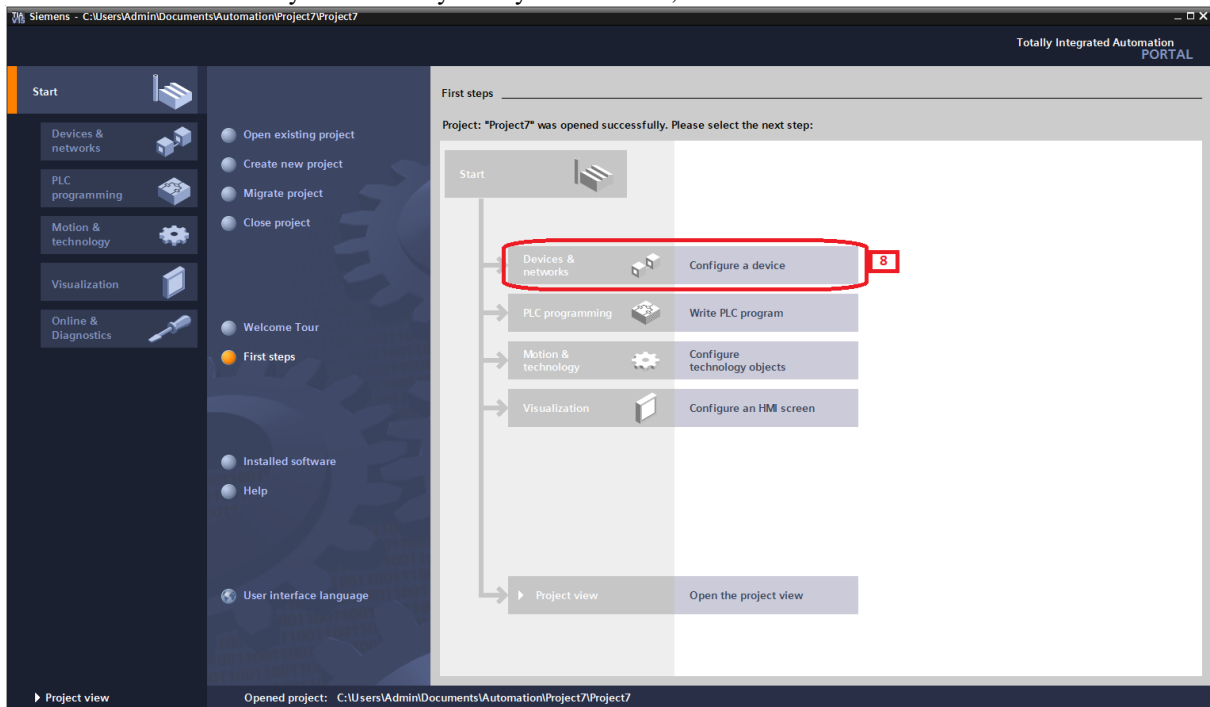 Siemens - C:\Users\Admin\Documents\Automation\Project7\Project7
Totally Integrated Automation
PORTAL
Start
Devices &
networks
PLC
programming
Motion &
technology
Visualization
Online &
Diagnostics
Open existing project
Create new project
Migrate project
Close project
Welcome Tour
First steps
Installed software
Help
User interface language
First steps
Project: "Project7" was opened successfully. Please select the next step:
Start
Devices &
networks
Configure a device
8
PLC programming
Write PLC program
Motion &
technology
Configure
technology objects
Visualization
Configure an HMI screen
Project view
Open the project view
Project view
Opened project: C:\Users\Admin\Documents\Automation\Project7\Project7